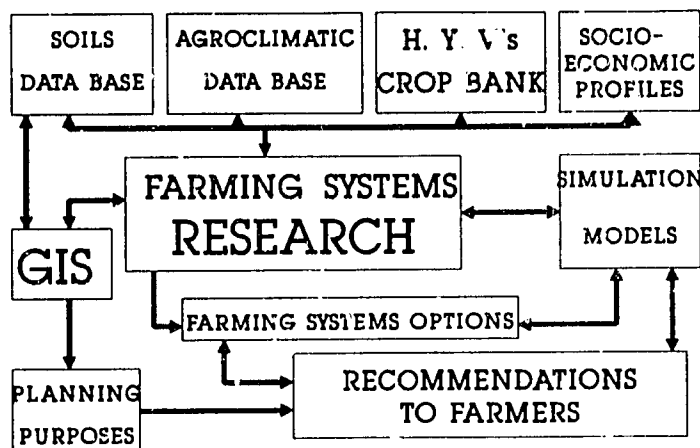 SOILS
DATA BASE
AGROCLIMATIC
DATA BASE
H. Y. V's
CROP BANK
SOCIO-
ECONOMIC
PROFILES
FARMING SYSTEMS
RESEARCH
SIMULATION
MODELS
GIS
FARMING SYSTEMS OPTIONS
PLANNING
PURPOSES
RECOMMENDATIONS
TO FARMERS